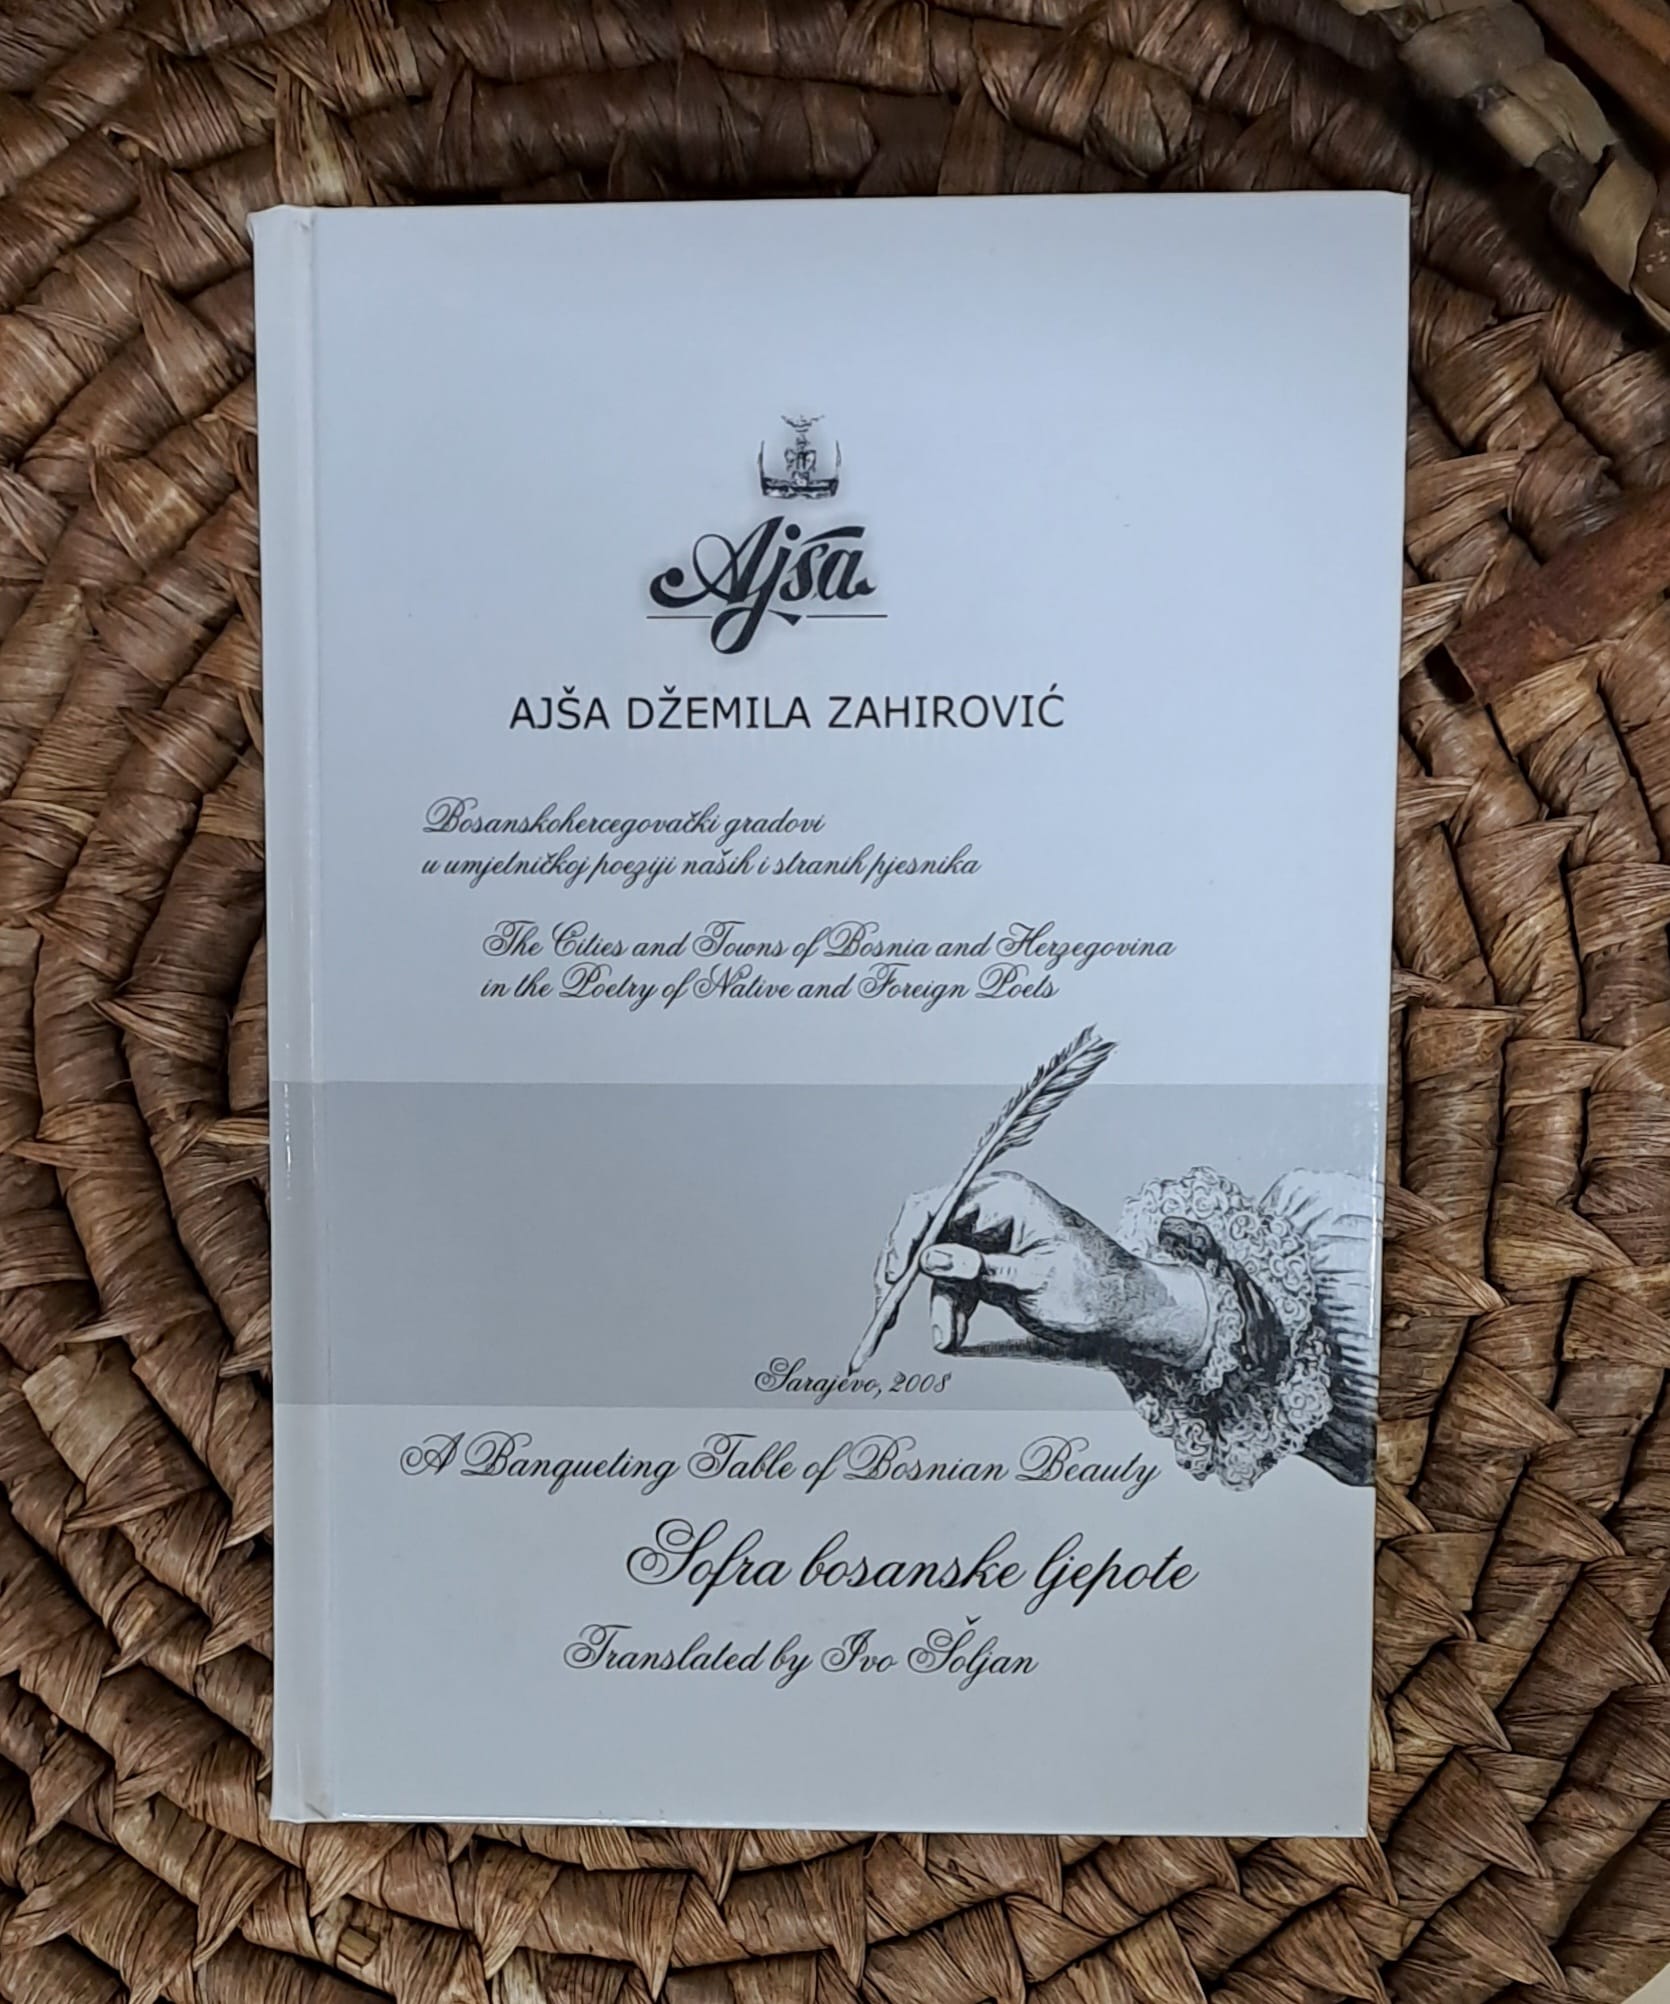 Ajša
AJŠA DŽEMILA ZAHIROVIĆ
Bosanskohercegovački gradovi
u umjetničkoj poeziji naših i stranih pjesnika
The Cities and Towns of Bosnia and Herzegovina
in the Poetry of Native and Foreign Poets
Sarajevo, 2008
A Banqueting Table of Bosnian Beauty
Sofra bosanske ljepote
Translated by Ivo Šoljan